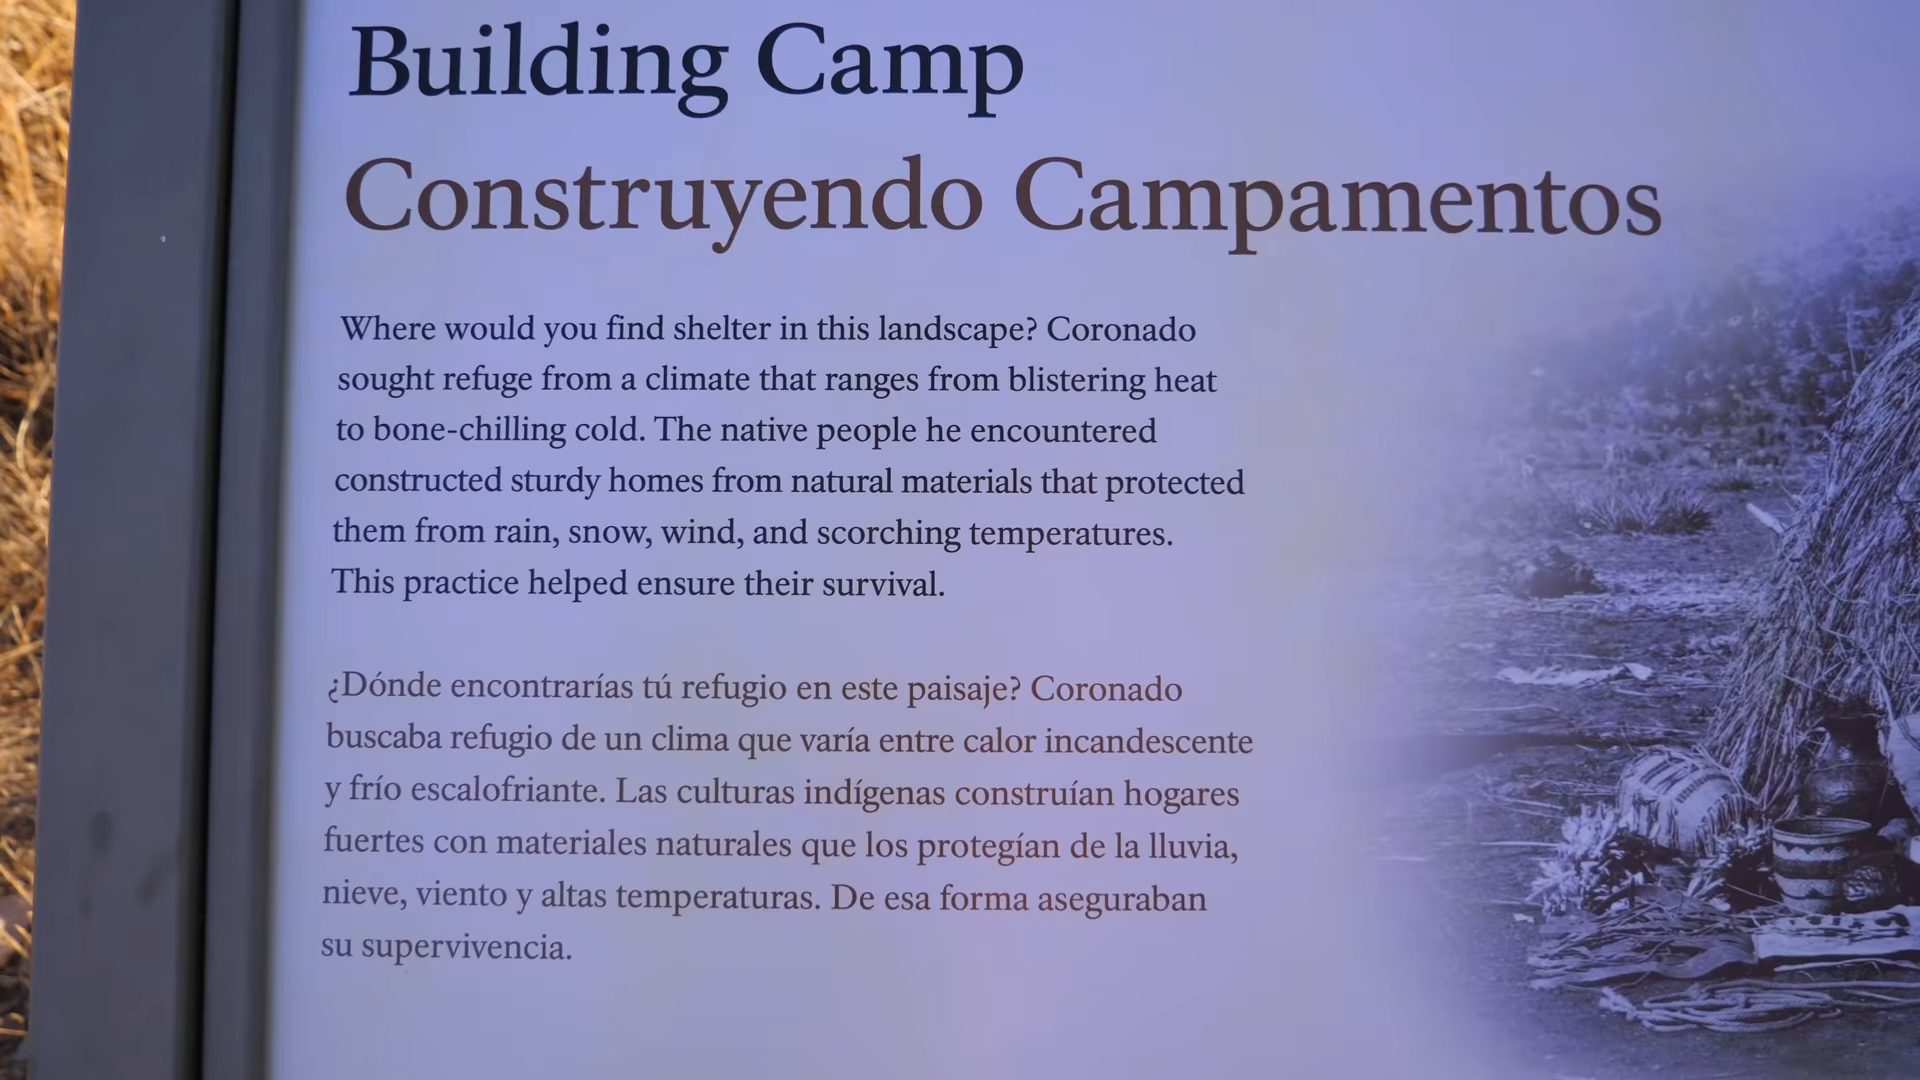 Building Camp
Construyendo Campamentos
Where would you find shelter in this landscape? Coronado
sought refuge from a climate that ranges from blistering heat
to bone-chilling cold. The native people he encountered
constructed sturdy homes from natural materials that protected
them from rain, snow, wind, and scorching temperatures.
This practice helped ensure their survival.
¿Dónde encontrarías tú refugio en este paisaje? Coronado
buscaba refugio de un clima que varía entre calor incandescente
y frío escalofriante. Las culturas indígenas construían hogares
fuertes con materiales naturales que los protegían de la lluvia,
nieve, viento y altas temperaturas. De esa forma aseguraban
su supervivencia.